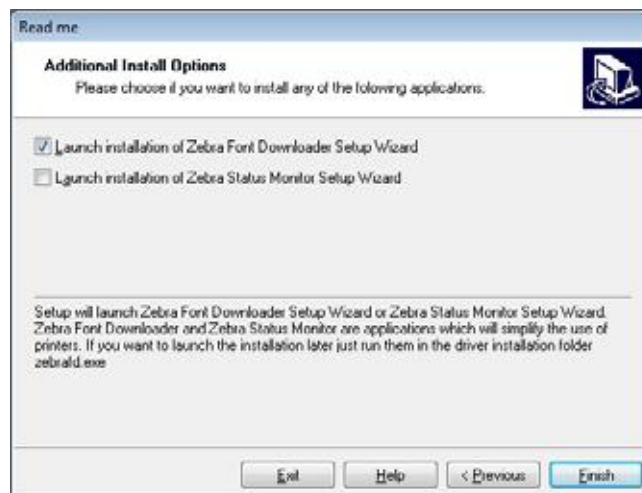 Read me
Additional Install Options
Please choose if you want to install any of the following applications.
Launch installation of Zebra Font Downloader Setup Wizard
Launch installation of Zebra Status Monitor Setup Wizard
Setup will launch Zebra Font Downloader Setup Wizard or Zebra Status Monitor Setup Wizard.
Zebra Font Downloader and Zebra Status Monitor are applications which will simplify the use of
printers. If you want to launch the installation later just run them in the driver installation folder
zebrafd.exe
Exit
Help
< Previous
Finish